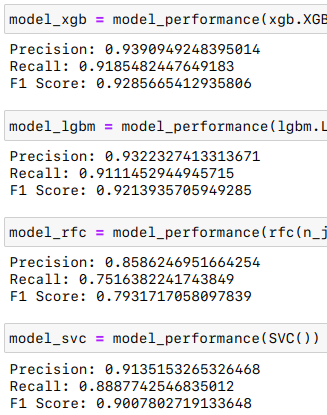 model_xgb = model_performance(xgb.XGB
Precision: 0.9390949248395014
Recall: 0.9185482447649183
F1 Score: 0.9285665412935806
model_lgbm = model_performance(lgbm.L
Precision: 0.9322327413313671
Recall: 0.9111452944945715
F1 Score: 0.9213935705949285
model_rfc = model_performance(rfc(n_j
Precision: 0.8586246951664254
Recall: 0.7516382241743849
F1 Score: 0.7931717058097839
model_svc = model_performance(SVC())
Precision: 0.9135153265326468
Recall: 0.8887742546835012
F1 Score: 0.9007802719133648